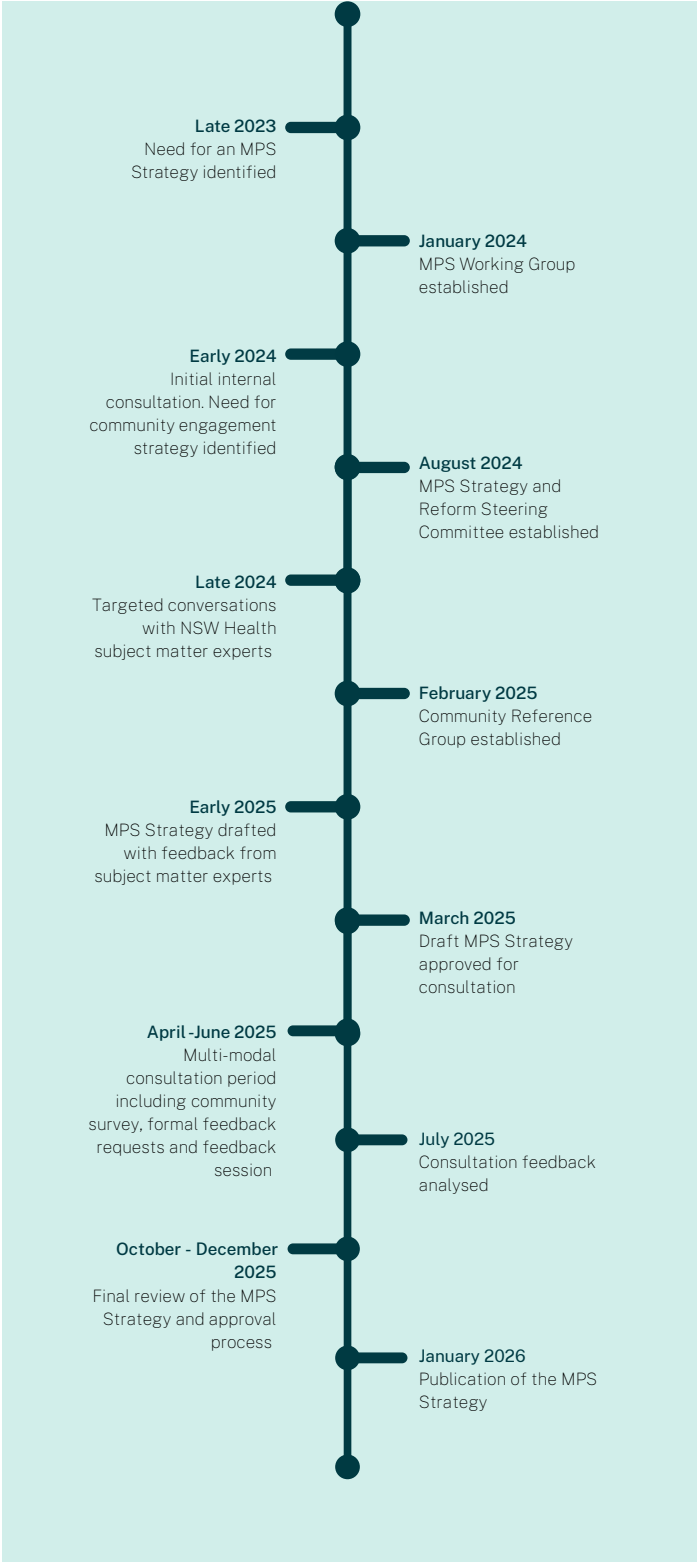 Late 2023
Need for an MPS
Strategy identified
January 2024
MPS Working Group
established
Early 2024
Initial internal
consultation. Need for
community engagement
strategy identified
August 2024
MPS Strategy and
Reform Steering
Committee established
Late 2024
Targeted conversations
with NSW Health
subject matter experts
February 2025
Community Reference
Group established
Early 2025
MPS Strategy drafted
with feedback from
subject matter experts
March 2025
Draft MPS Strategy
approved for
consultation
April -June 2025
Multi-modal
consultation period
including community
survey, formal feedback
requests and feedback
session
July 2025
Consultation feedback
analysed
October - December
2025
Final review of the MPS
Strategy and approval
process
January 2026
Publication of the MPS
Strategy